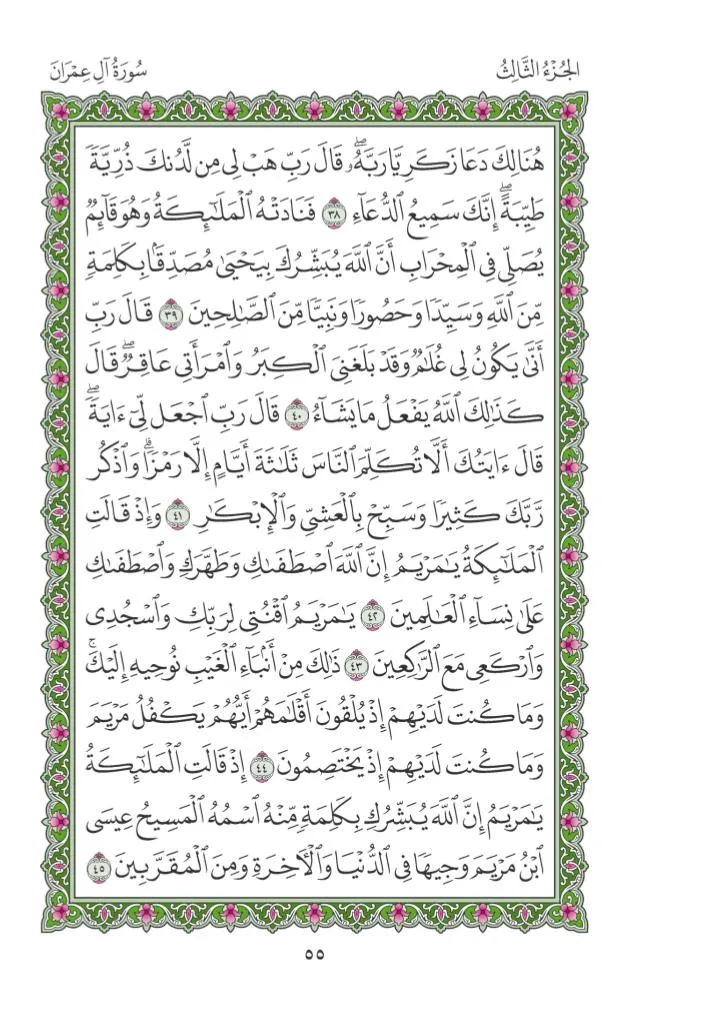 الجُزْءُ الثَّالِثُ
سُورَةُ آلِ عِمْرَانَ
هُنَالِكَ دَعَا زَكَرِيَّا رَبَّهُۥۖ قَالَ رَبِّ هَبْ لِى مِن لَّدُنكَ ذُرِّيَّةً
طَيِّبَةًۖ إِنَّكَ سَمِيعُ ٱلدُّعَآءِ ٣٨ فَنَادَتْهُ ٱلْمَلَٰٓئِكَةُ وَهُوَ قَآئِمٌ
يُصَلِّى فِى ٱلْمِحْرَابِ أَنَّ ٱللَّهَ يُبَشِّرُكَ بِيَحْيَىٰ مُصَدِّقًۢا بِكَلِمَةٍ
مِّنَ ٱللَّهِ وَسَيِّدًا وَحَصُورًا وَنَبِيًّا مِّنَ ٱلصَّٰلِحِينَ ٣٩ قَالَ رَبِّ
أَنَّىٰ يَكُونُ لِى غُلَٰمٌ وَقَدْ بَلَغَنِىَ ٱلْكِبَرُ وَٱمْرَأَتِى عَاقِرٌۖ قَالَ
كَذَٰلِكَ ٱللَّهُ يَفْعَلُ مَا يَشَآءُ ٤٠ قَالَ رَبِّ ٱجْعَل لِّىٓ ءَايَةًۖ
قَالَ ءَايَتُكَ أَلَّا تُكَلِّمَ ٱلنَّاسَ ثَلَٰثَةَ أَيَّامٍ إِلَّا رَمْزًاۗ وَٱذْكُر
رَّبَّكَ كَثِيرًا وَسَبِّحْ بِٱلْعَشِىِّ وَٱلْإِبْكَٰرِ ٤١ وَإِذْ قَالَتِ
ٱلْمَلَٰٓئِكَةُ يَٰمَرْيَمُ إِنَّ ٱللَّهَ ٱصْطَفَىٰكِ وَطَهَّرَكِ وَٱصْطَفَىٰكِ
عَلَىٰ نِسَآءِ ٱلْعَٰلَمِينَ ٤٢ يَٰمَرْيَمُ ٱقْنُتِى لِرَبِّكِ وَٱسْجُدِى
وَٱرْكَعِى مَعَ ٱلرَّٰكِعِينَ ٤٣ ذَٰلِكَ مِنْ أَنۢبَآءِ ٱلْغَيْبِ نُوحِيهِ إِلَيْكَۚ
وَمَا كُنتَ لَدَيْهِمْ إِذْ يُلْقُونَ أَقْلَٰمَهُمْ أَيُّهُمْ يَكْفُلُ مَرْيَمَ
وَمَا كُنتَ لَدَيْهِمْ إِذْ يَخْتَصِمُونَ ٤٤ إِذْ قَالَتِ ٱلْمَلَٰٓئِكَةُ
يَٰمَرْيَمُ إِنَّ ٱللَّهَ يُبَشِّرُكِ بِكَلِمَةٍ مِّنْهُ ٱسْمُهُ ٱلْمَسِيحُ عِيسَى
ٱبْنُ مَرْيَمَ وَجِيهًا فِى ٱلدُّنْيَا وَٱلْءَاخِرَةِ وَمِنَ ٱلْمُقَرَّبِينَ ٤٥
٥٥